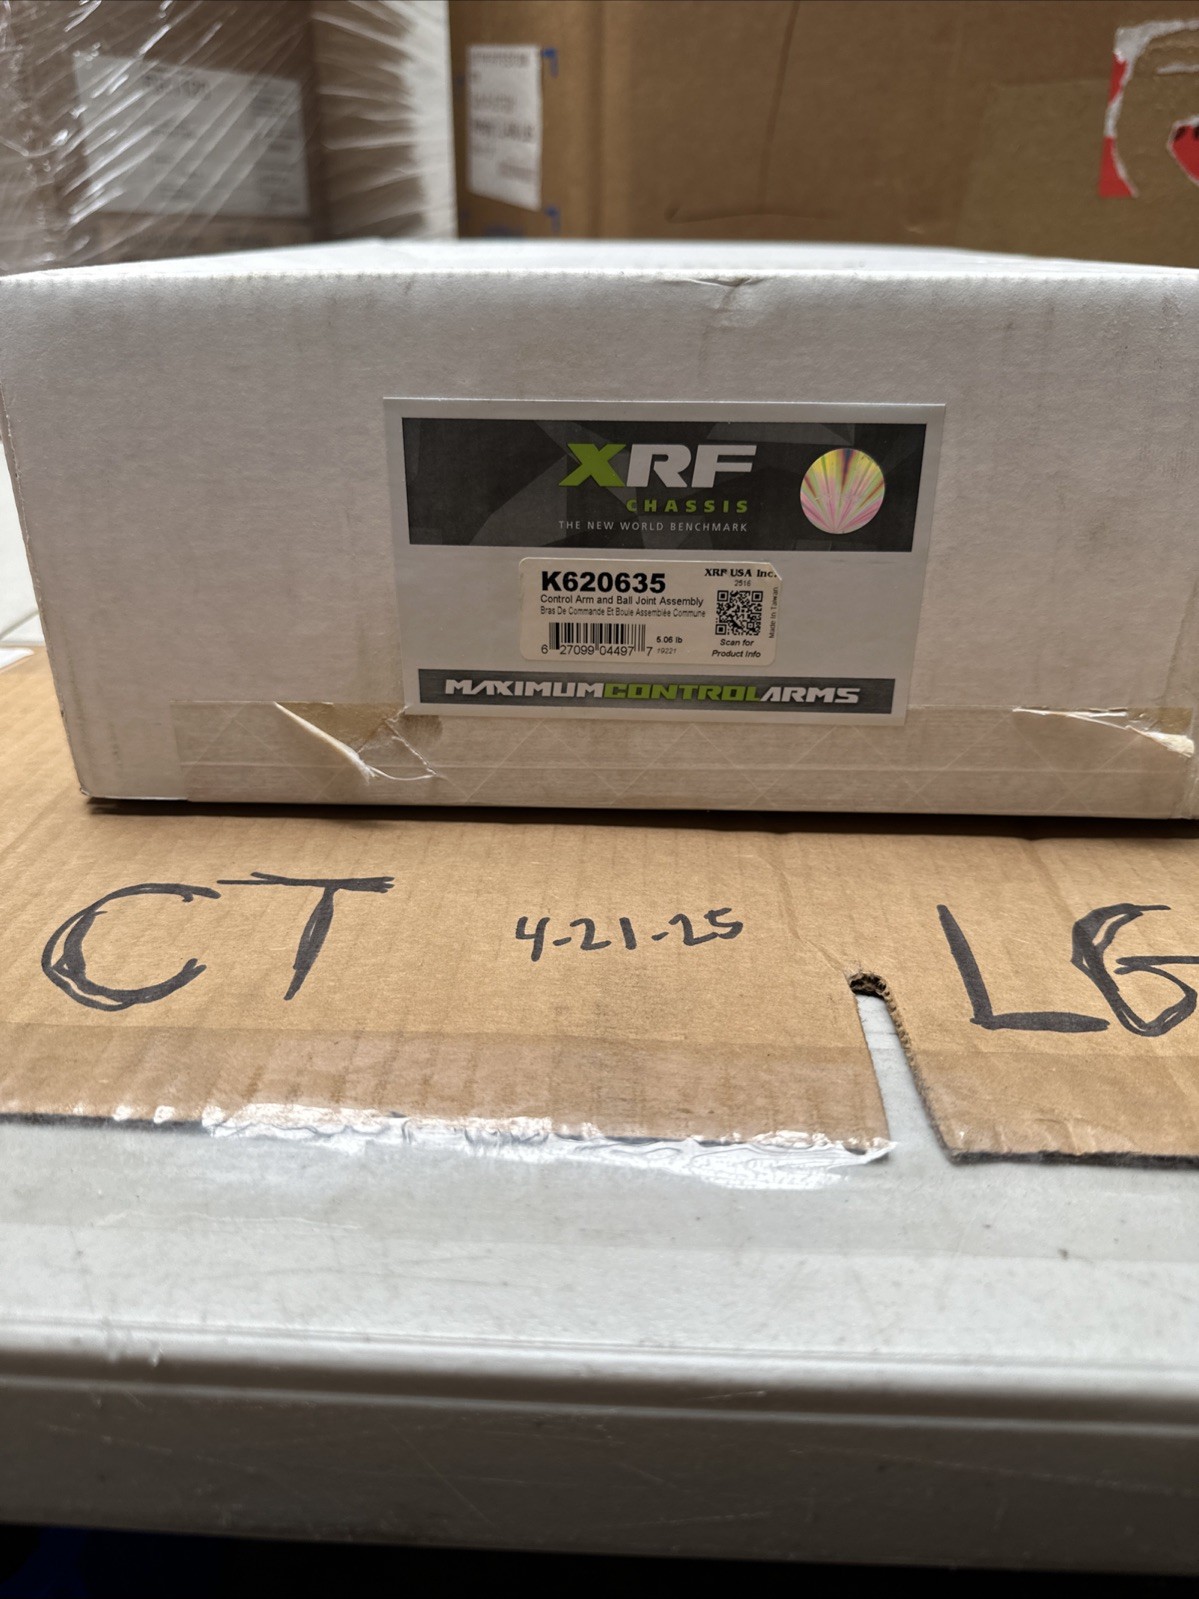 XRF
CHASSIS
THE NEW WORLD BENCHMARK
K620635
XRF USA Inc.
2516
Control Arm and Ball Joint Assembly
Bras De Commande Et Boule Assemblée Commune
Made In Taiwan
6 27099 04497 7
5.06 lb
19221
Scan for
Product Info
MAXIMUMCONTROLARMS
CT
4-21-25
LG